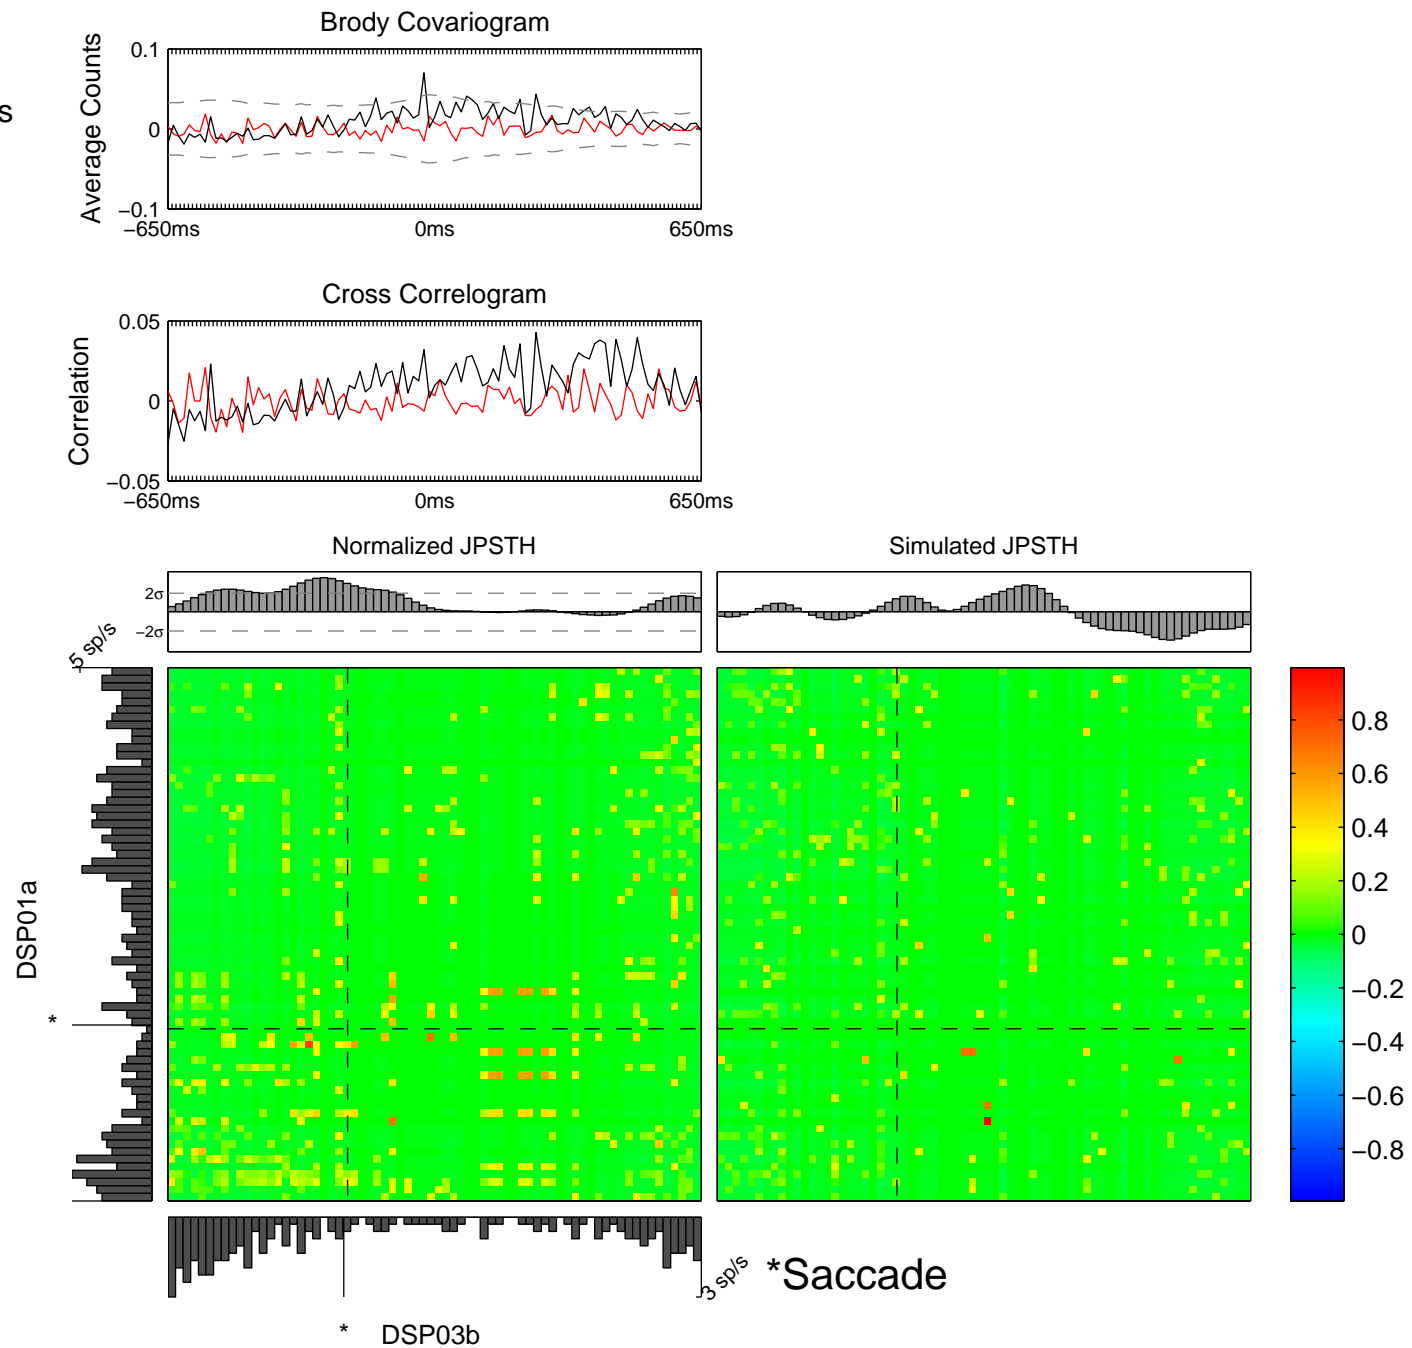 Brody Covariogram
s
Average Counts
0.1
0
−0.1
−650ms
0ms
650ms
Cross Correlogram
Correlation
0.05
0
−0.05
−650ms
0ms
650ms
Normalized JPSTH
Simulated JPSTH
2σ
−2σ
5 sp/s
DSP01a
*
0.8
0.6
0.4
0.2
0
−0.2
−0.4
−0.6
−0.8
3 sp/s
*Saccade
*
DSP03b